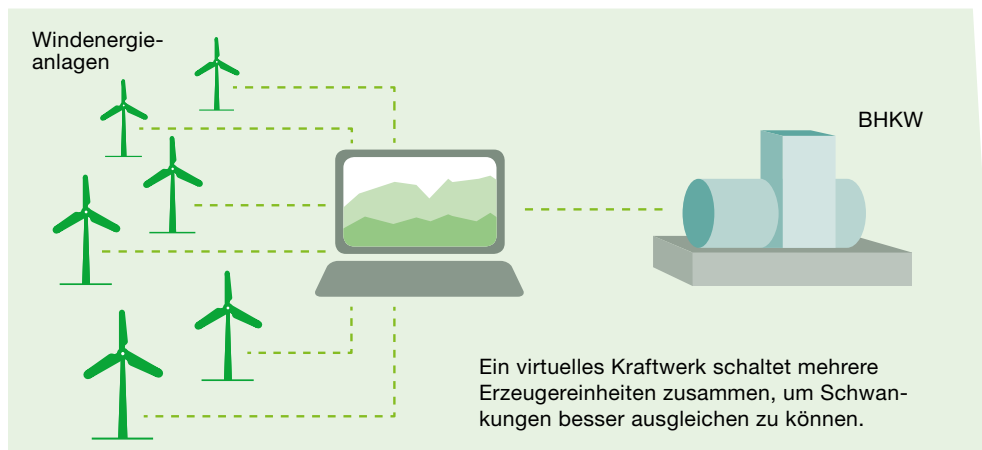 Windenergie-
anlagen
BHKW
Ein virtuelles Kraftwerk schaltet mehrere
Erzeugereinheiten zusammen, um Schwan-
kungen besser ausgleichen zu können.